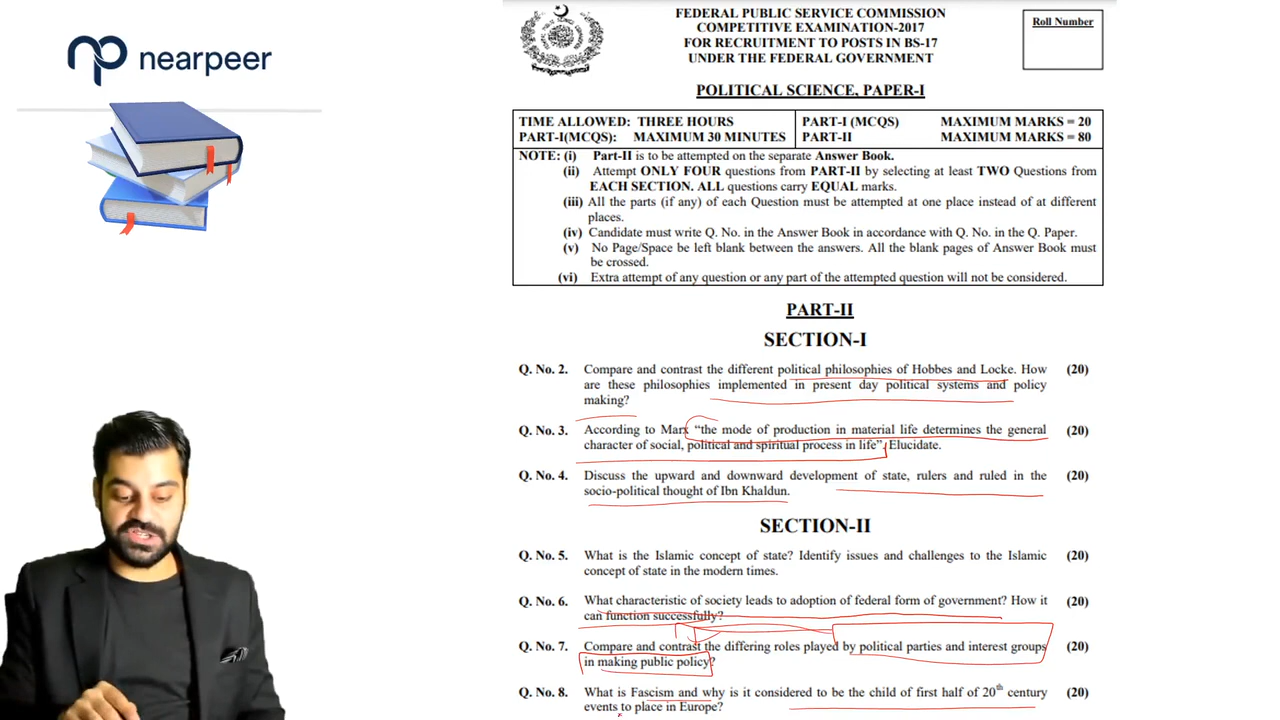 nearpeer
FEDERAL PUBLIC SERVICE COMMISSION
COMPETITIVE EXAMINATION-2017
FOR RECRUITMENT TO POSTS IN BS-17
UNDER THE FEDERAL GOVERNMENT
Roll Number
POLITICAL SCIENCE, PAPER-I
TIME ALLOWED: THREE HOURS PART-I (MCQS) MAXIMUM MARKS = 20
PART-I(MCQS): MAXIMUM 30 MINUTES PART-II MAXIMUM MARKS = 80
NOTE: (i) Part-II is to be attempted on the separate Answer Book.
(ii) Attempt ONLY FOUR questions from PART-II by selecting at least TWO Questions from
EACH SECTION. ALL questions carry EQUAL marks.
(iii) All the parts (if any) of each Question must be attempted at one place instead of at different
places.
(iv) Candidate must write Q. No. in the Answer Book in accordance with Q. No. in the Q. Paper.
(v) No Page/Space be left blank between the answers. All the blank pages of Answer Book must
be crossed.
(vi) Extra attempt of any question or any part of the attempted question will not be considered.
PART-II
SECTION-I
Q. No. 2. Compare and contrast the different political philosophies of Hobbes and Locke. How (20)
are these philosophies implemented in present day political systems and policy
making?
Q. No. 3. According to Marx "the mode of production in material life determines the general (20)
character of social, political and spiritual process in life", Elucidate.
Q. No. 4. Discuss the upward and downward development of state, rulers and ruled in the (20)
socio-political thought of Ibn Khaldun.
SECTION-II
Q. No. 5. What is the Islamic concept of state? Identify issues and challenges to the Islamic (20)
concept of state in the modern times.
Q. No. 6. What characteristic of society leads to adoption of federal form of government? How it (20)
can function successfully?
Q. No. 7. Compare and contrast the differing roles played by political parties and interest groups (20)
in making public policy?
Q. No. 8. What is Fascism and why is it considered to be the child of first half of 20th century (20)
events to place in Europe?